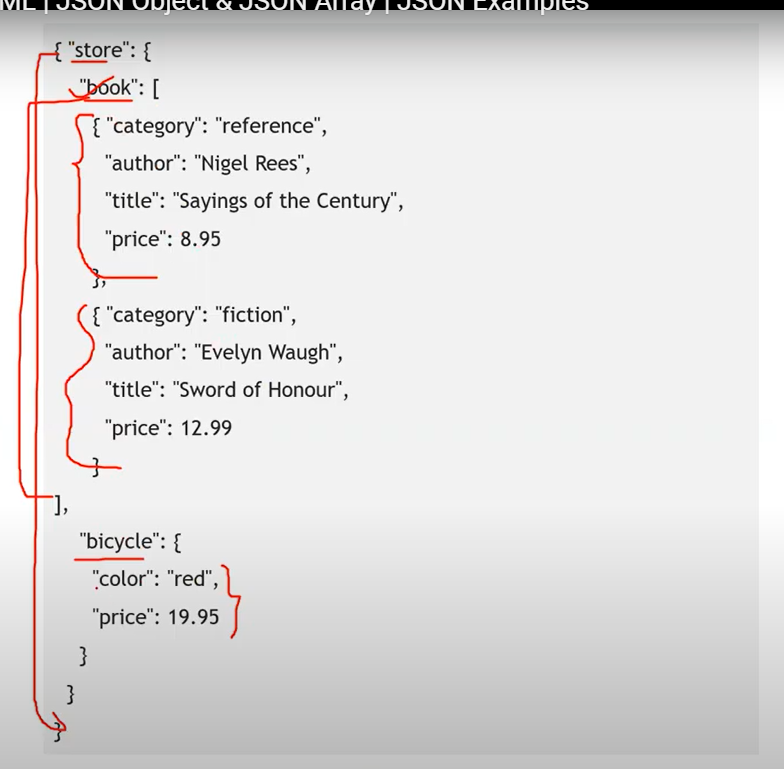 ML | JSON Object & JSON Array | JSON Examples
{ "store": {
"book": [
{ "category": "reference",
"author": "Nigel Rees",
"title": "Sayings of the Century",
"price": 8.95
},
{ "category": "fiction",
"author": "Evelyn Waugh",
"title": "Sword of Honour",
"price": 12.99
}
],
"bicycle": {
"color": "red",
"price": 19.95
}
}
}